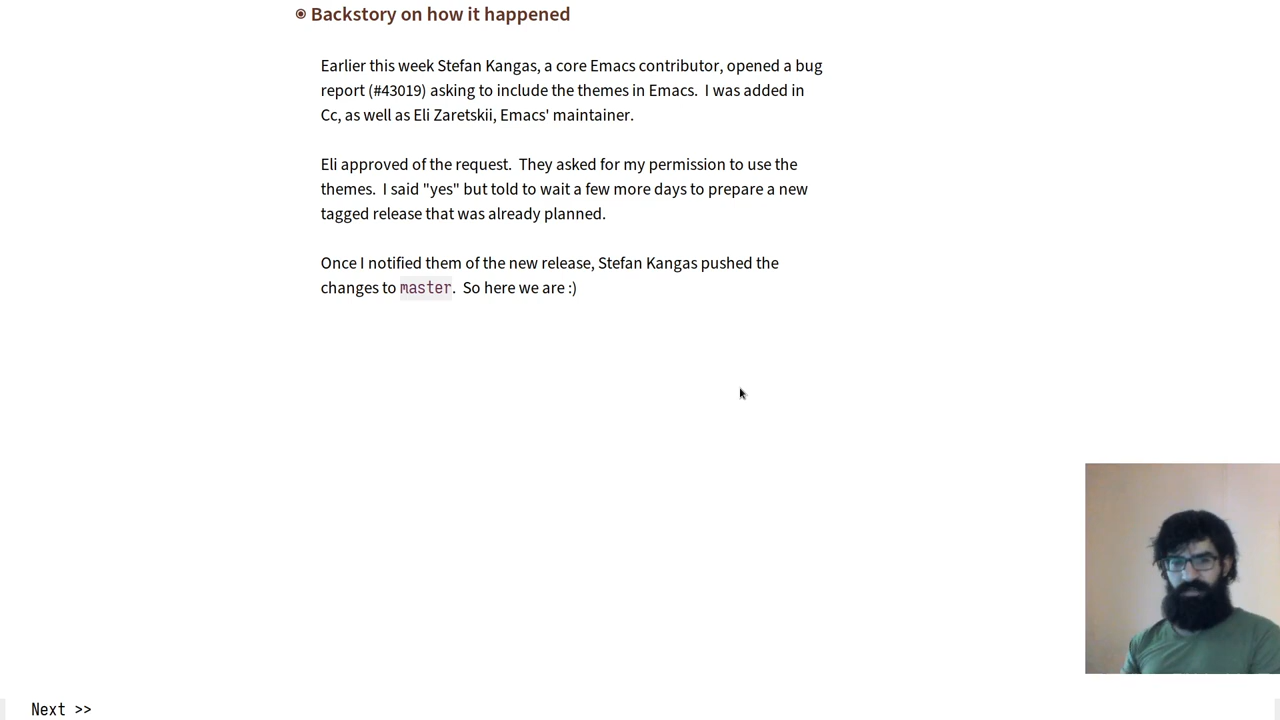 Backstory on how it happened
Earlier this week Stefan Kangas, a core Emacs contributor, opened a bug
report (#43019) asking to include the themes in Emacs.  I was added in
Cc, as well as Eli Zaretskii, Emacs' maintainer.
Eli approved of the request.  They asked for my permission to use the
themes.  I said "yes" but told to wait a few more days to prepare a new
tagged release that was already planned.
Once I notified them of the new release, Stefan Kangas pushed the
changes to master.  So here we are :)
Next >>